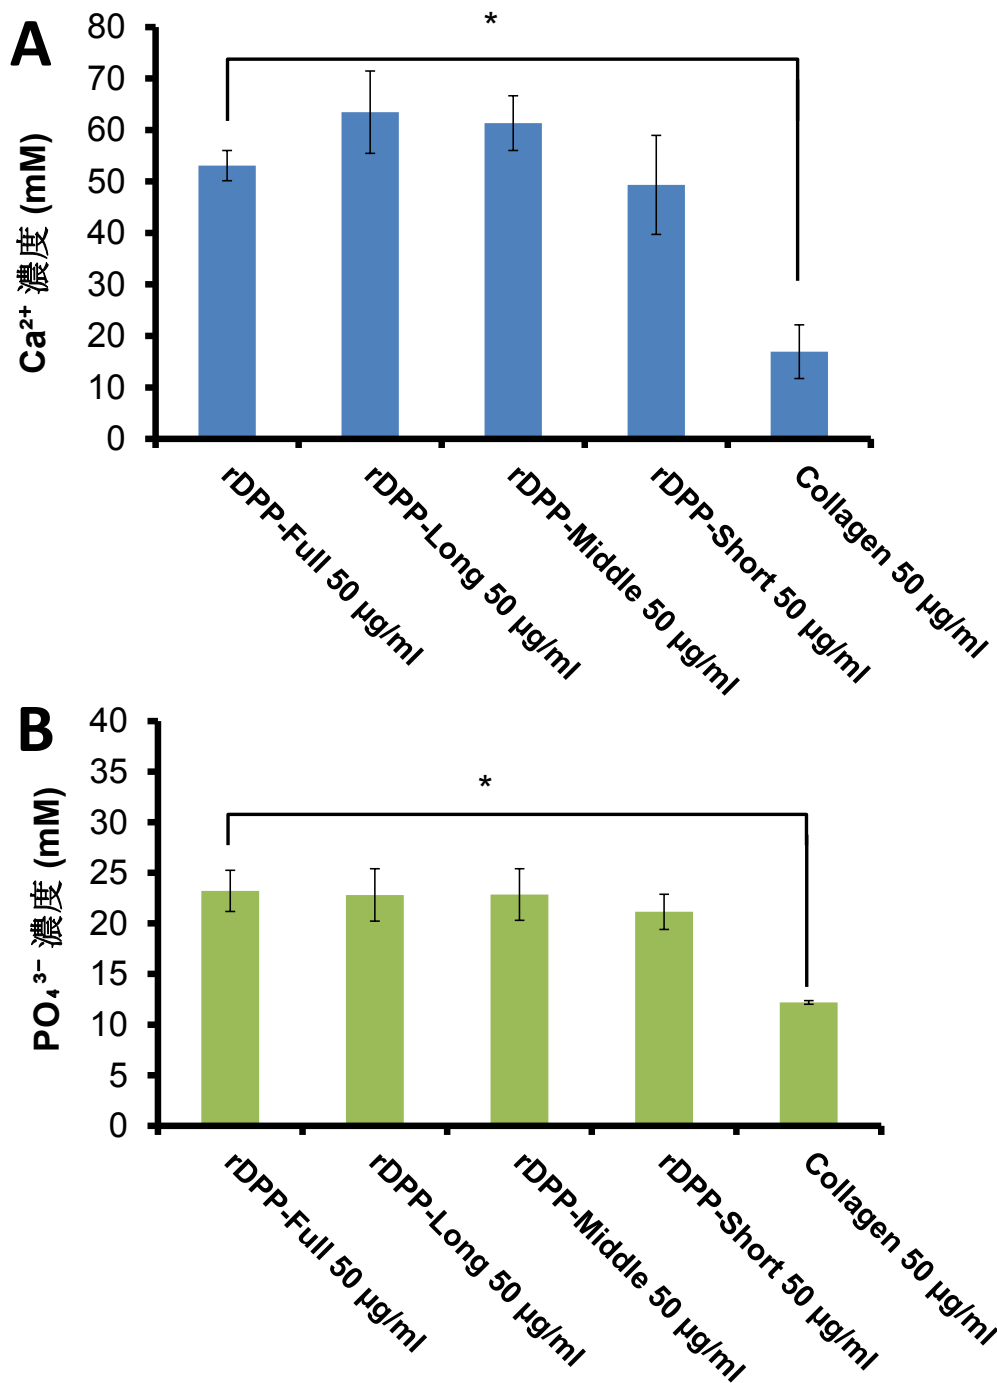 A
*
80
70
60
50
40
30
20
10
0
Ca²⁺ 濃度 (mM)
rDPP-Full 50 µg/ml
rDPP-Long 50 µg/ml
rDPP-Middle 50 µg/ml
rDPP-Short 50 µg/ml
Collagen 50 µg/ml
B
*
40
35
30
25
20
15
10
5
0
PO₄³⁻ 濃度 (mM)
rDPP-Full 50 µg/ml
rDPP-Long 50 µg/ml
rDPP-Middle 50 µg/ml
rDPP-Short 50 µg/ml
Collagen 50 µg/ml